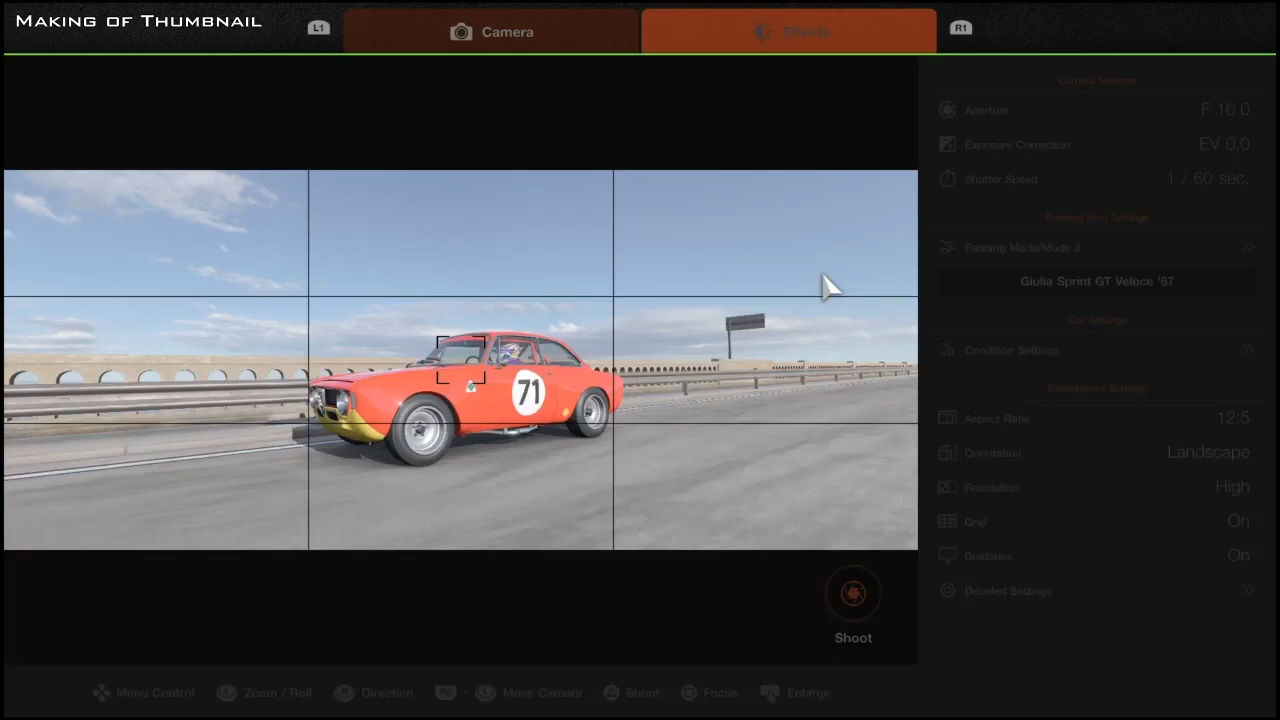 Making of Thumbnail
L1
Camera
Effects
R1
Camera Settings
Aperture F 16.0
Exposure Correction EV 0.0
Shutter Speed 1 / 60 sec.
Panning Shot Settings
Panning Mode/Mode 2
Giulia Sprint GT Veloce '67
Car Settings
Condition Settings
Environment Settings
Aspect Ratio 12:5
Orientation Landscape
Resolution High
Grid On
Guidance On
Detailed Settings
71
Shoot
Menu Control
Zoom / Roll
Direction
Move Camera
Shoot
Focus
Enlarge